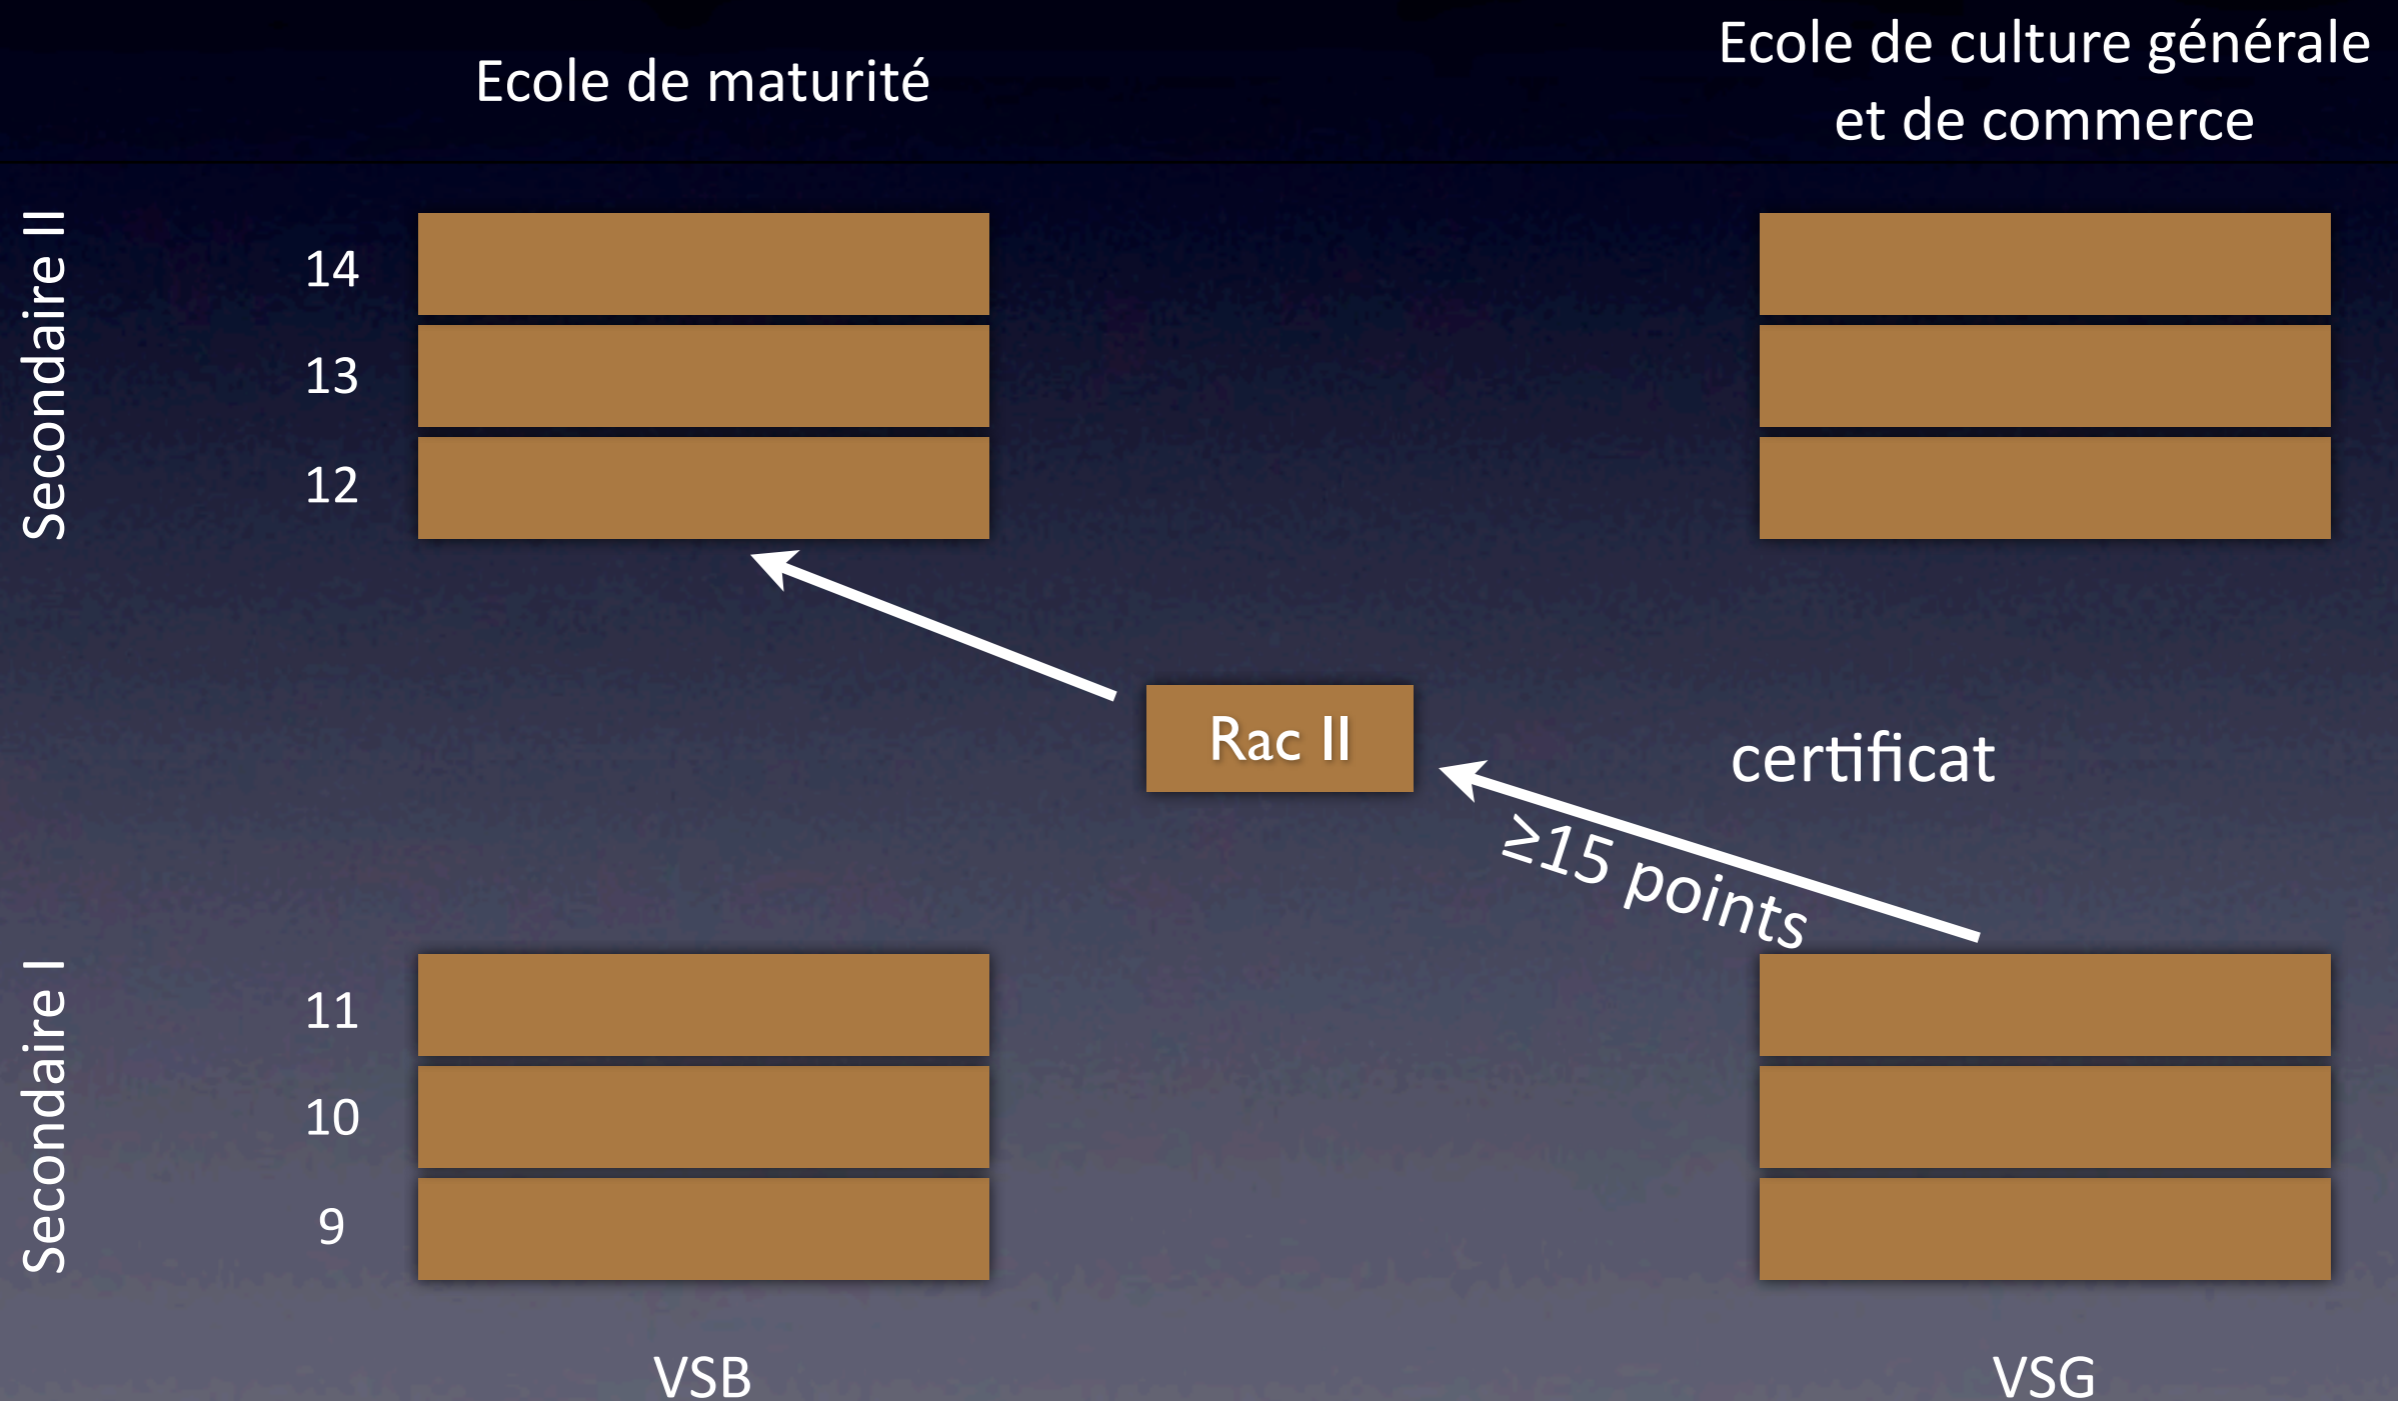 Ecole de maturité
Ecole de culture générale
et de commerce
Secondaire II
14
13
12
Rac II
certificat
≥15 points
Secondaire I
11
10
9
VSB
VSG